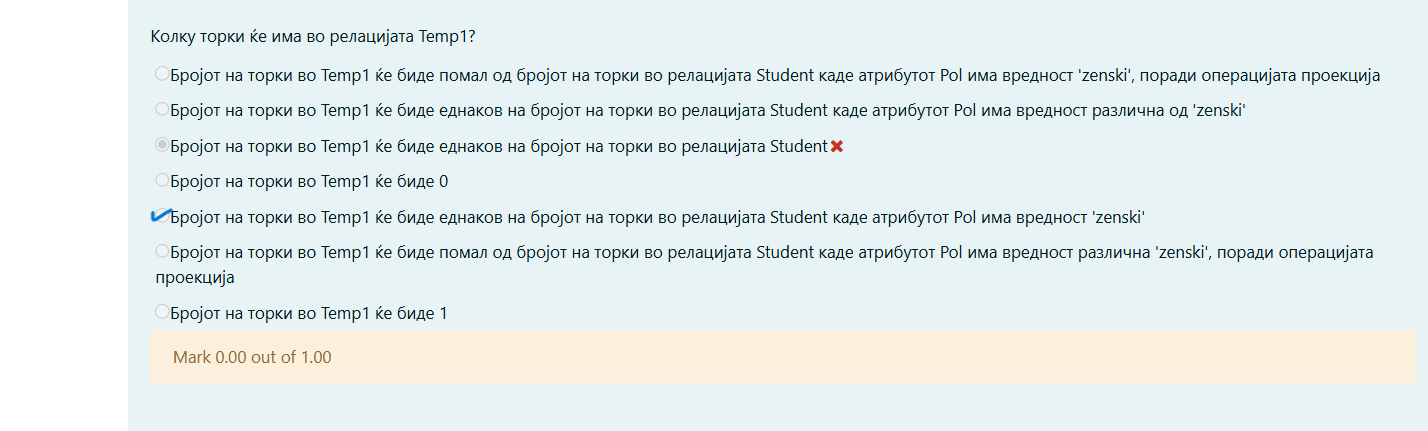 Колку торки ќе има во релацијата Temp1?
Бројот на торки во Temp1 ќе биде помал од бројот на торки во релацијата Student каде атрибутот Pol има вредност 'zenski', поради операцијата проекција
Бројот на торки во Temp1 ќе биде еднаков на бројот на торки во релацијата Student каде атрибутот Pol има вредност различна од 'zenski'
Бројот на торки во Temp1 ќе биде еднаков на бројот на торки во релацијата Student
Бројот на торки во Temp1 ќе биде 0
Бројот на торки во Temp1 ќе биде еднаков на бројот на торки во релацијата Student каде атрибутот Pol има вредност 'zenski'
Бројот на торки во Temp1 ќе биде помал од бројот на торки во релацијата Student каде атрибутот Pol има вредност различна 'zenski', поради операцијата
проекција
Бројот на торки во Temp1 ќе биде 1
Mark 0.00 out of 1.00